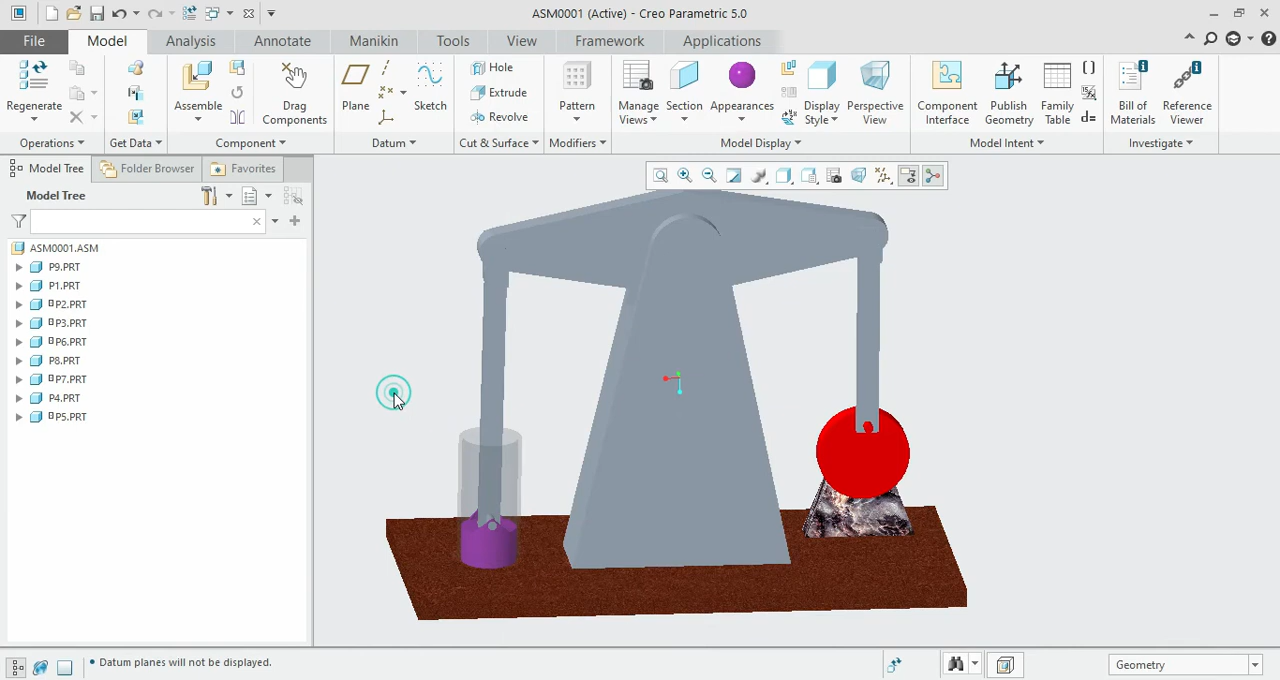 ASM0001 (Active) - Creo Parametric 5.0
File Model Analysis Annotate Manikin Tools View Framework Applications
Regenerate
Assemble
Drag Components
Plane
Sketch
Hole
Extrude
Revolve
Pattern
Manage Views
Section
Appearances
Display Style
Perspective View
Component Interface
Publish Geometry
Family Table
Bill of Materials
Reference Viewer
Operations Get Data Component Datum Cut & Surface Modifiers Model Display Model Intent Investigate
Model Tree Folder Browser Favorites
Model Tree
ASM0001.ASM
P9.PRT
P1.PRT
P2.PRT
P3.PRT
P6.PRT
P8.PRT
P7.PRT
P4.PRT
P5.PRT
• Datum planes will not be displayed.
Geometry